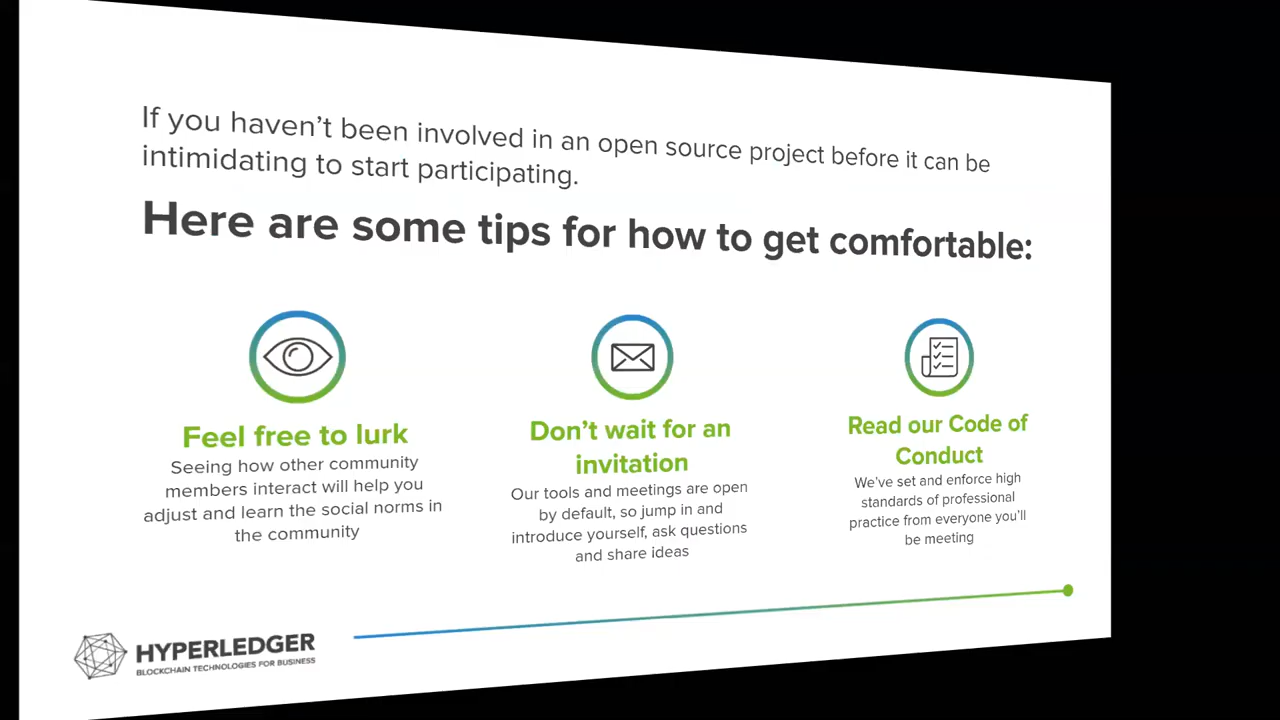 If you haven't been involved in an open source project before it can be
intimidating to start participating.
Here are some tips for how to get comfortable:
Feel free to lurk
Seeing how other community
members interact will help you
adjust and learn the social norms in
the community
Don't wait for an
invitation
Our tools and meetings are open
by default, so jump in and
introduce yourself, ask questions
and share ideas
Read our Code of
Conduct
We've set and enforce high
standards of professional
practice from everyone you'll
be meeting
HYPERLEDGER
BLOCKCHAIN TECHNOLOGIES FOR BUSINESS